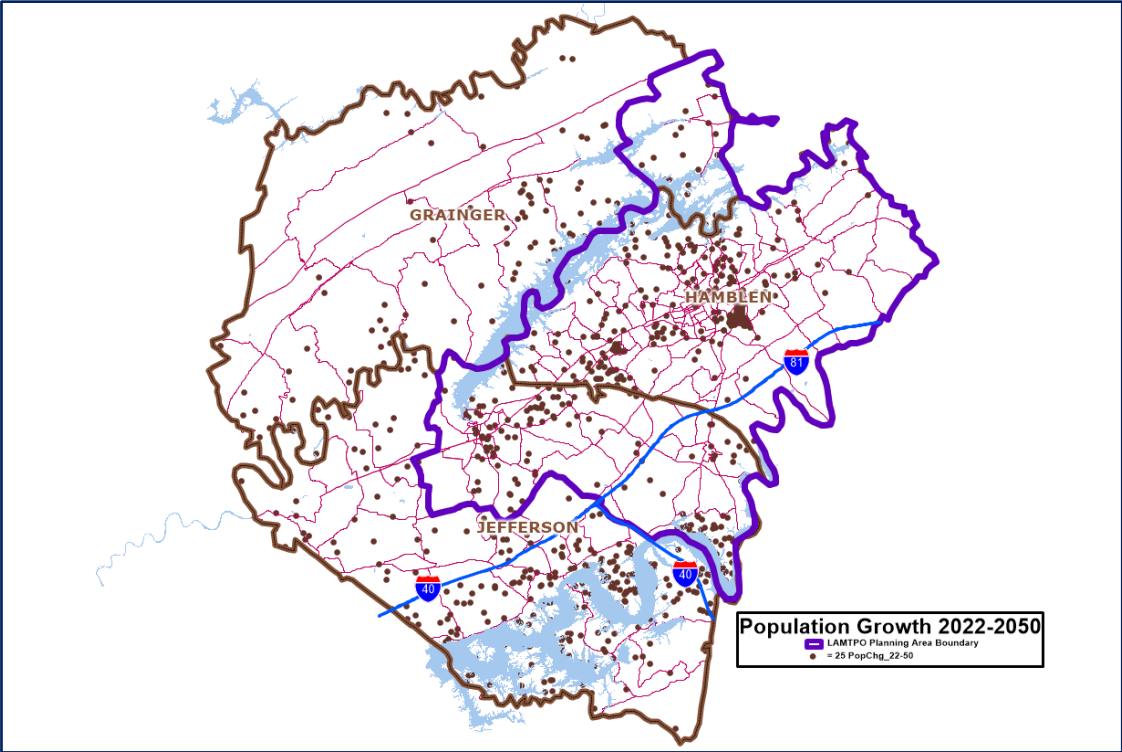 GRAINGER
HAMBLEN
81
JEFFERSON
40
40
Population Growth 2022-2050
LAMTPO Planning Area Boundary
= 25 PopChg_22-50